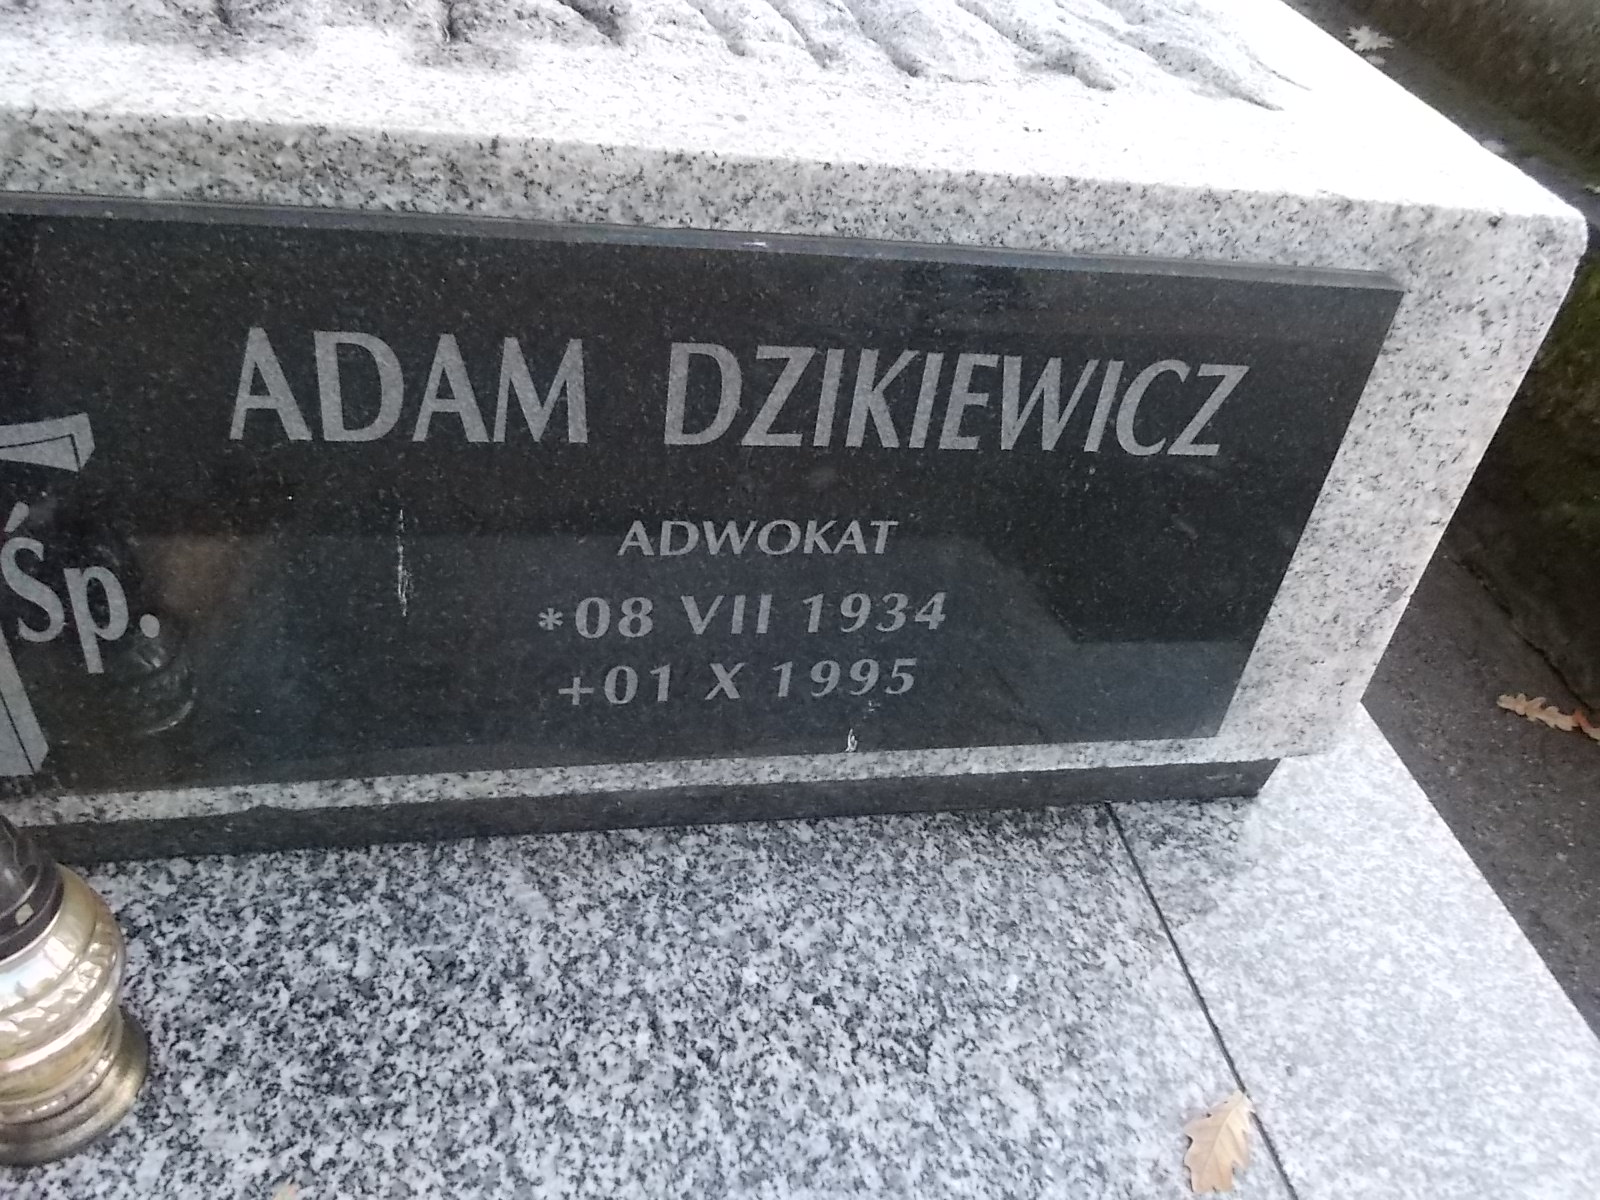 ADAM DZIKIEWICZ
Śp.
ADWOKAT
*08 VII 1934
+01 X 1995